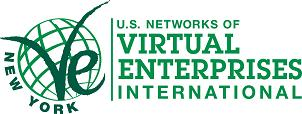 Ve
NEW YORK
U.S. NETWORKS OF
VIRTUAL
ENTERPRISES
INTERNATIONAL